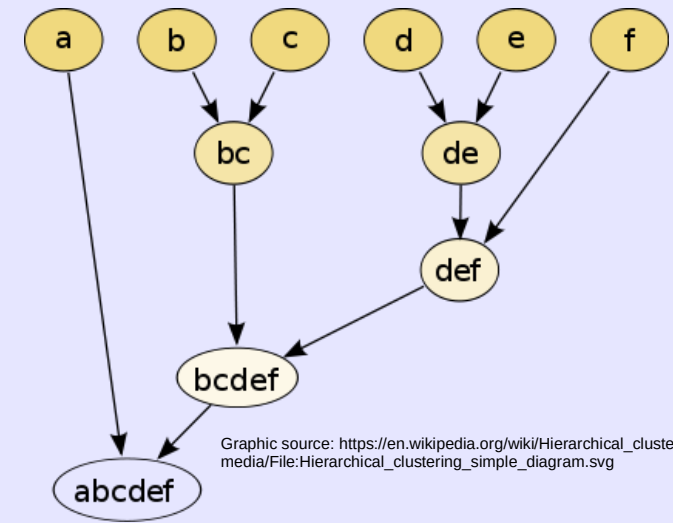 a b c d e f
bc de
def
bcdef
Graphic source: https://en.wikipedia.org/wiki/Hierarchical_cluste
media/File:Hierarchical_clustering_simple_diagram.svg
abcdef